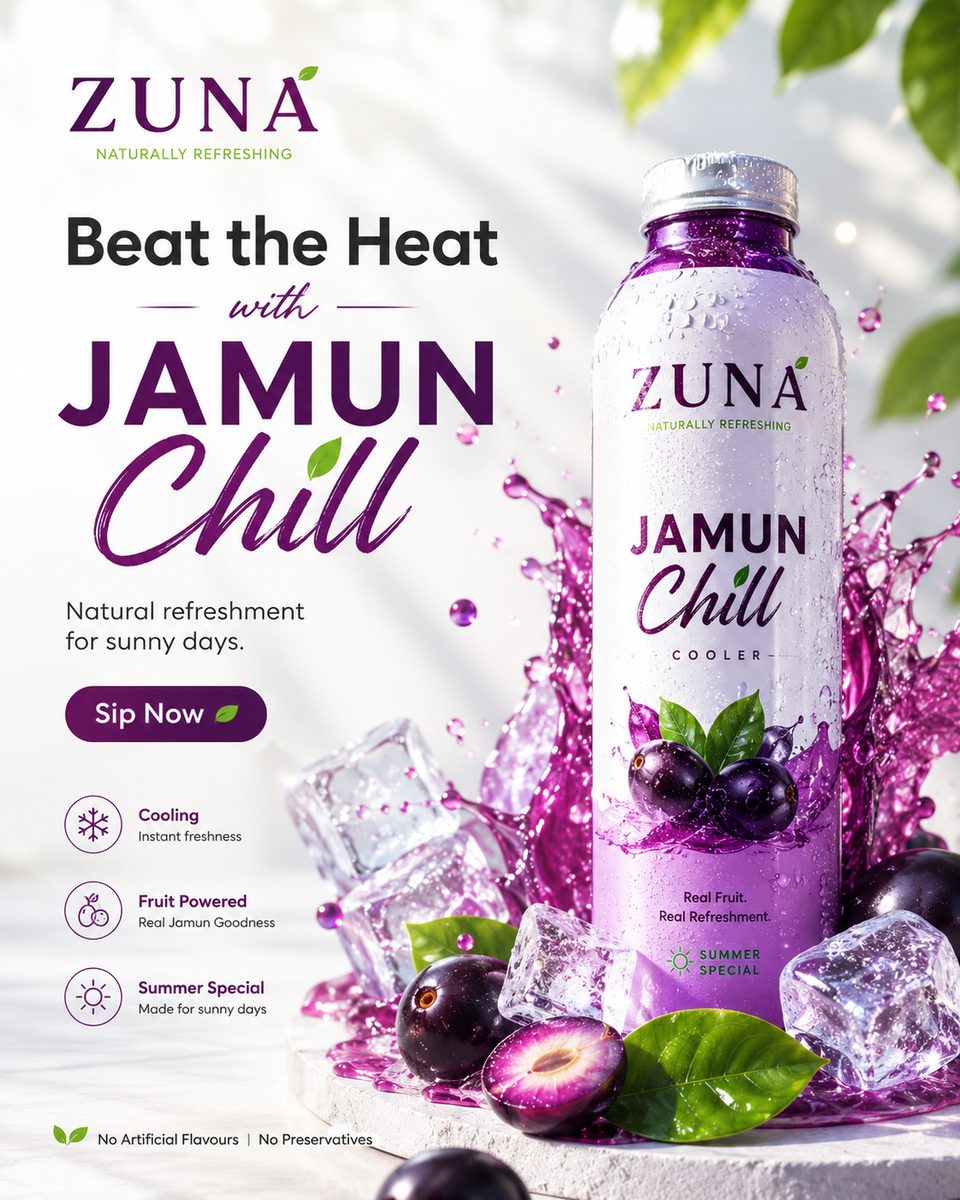 ZUNA
NATURALLY REFRESHING
Beat the Heat
with
JAMUN
Chill
Natural refreshment
for sunny days.
Sip Now
Cooling
Instant freshness
Fruit Powered
Real Jamun Goodness
Summer Special
Made for sunny days
No Artificial Flavours | No Preservatives
ZUNA
NATURALLY REFRESHING
JAMUN
Chill
COOLER
Real Fruit.
Real Refreshment.
SUMMER
SPECIAL